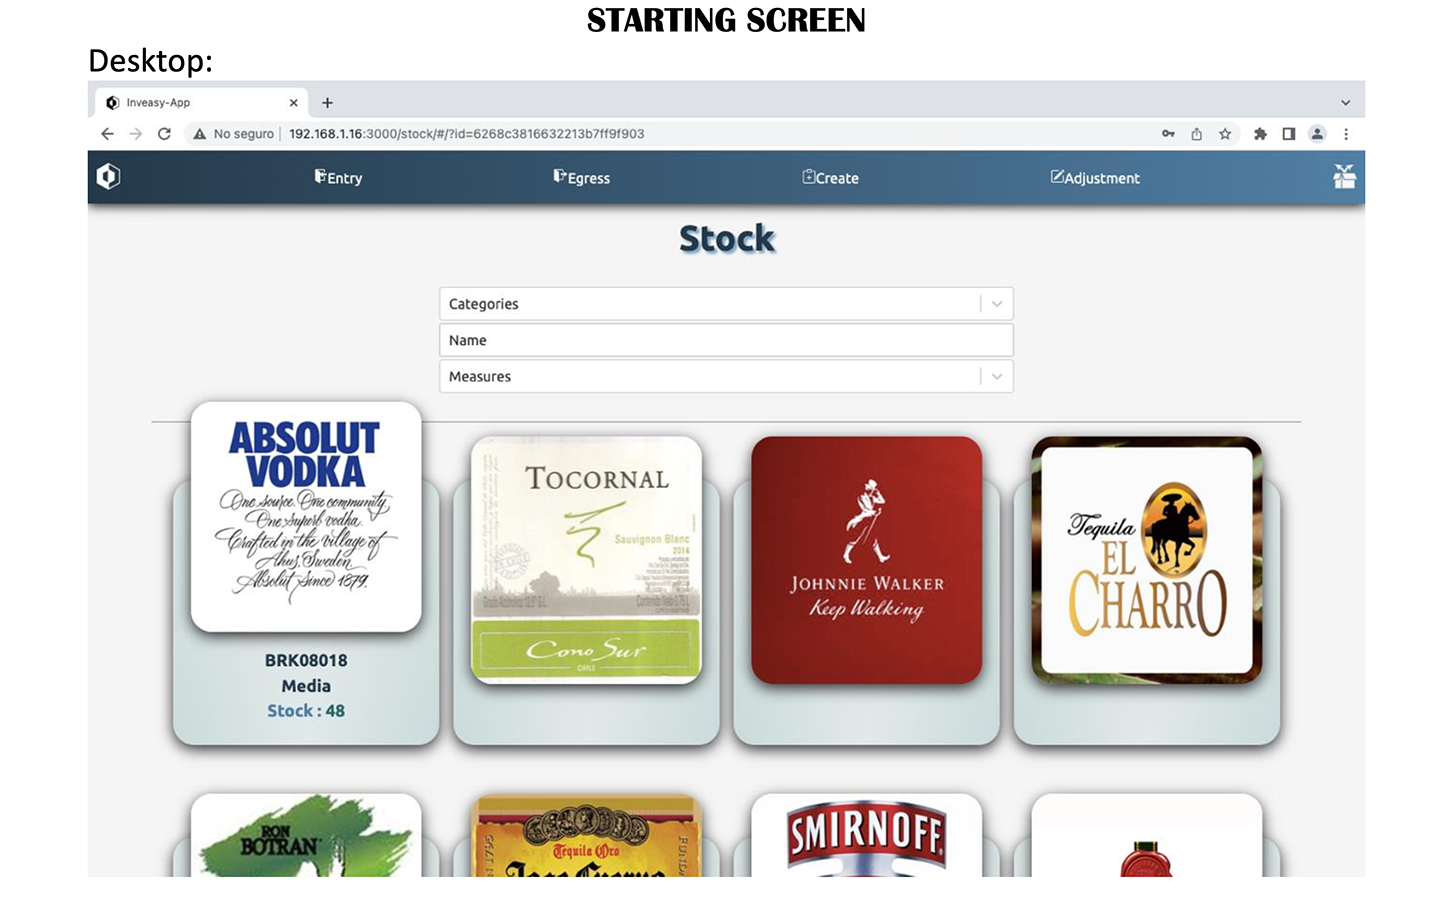 STARTING SCREEN
Desktop:
Inveasy-App
No seguro
192.168.1.16:3000/stock/#/?id=6268c3816632213b7ff9f903
Entry
Egress
Create
Adjustment
Stock
Categories
Name
Measures
ABSOLUT
VODKA
One source. One community.
One superb vodka.
Crafted in the village of
Ahus, Sweden.
Absolut Since 1879.
BRK08018
Media
Stock : 48
TOCORNAL
Sauvignon Blanc
2014
Cono Sur
CHILE
JOHNNIE WALKER
Keep Walking
Tequila
EL
CHARRO
RON
BOTRAN
Tequila Oro
Jose Cuervo
SMIRNOFF